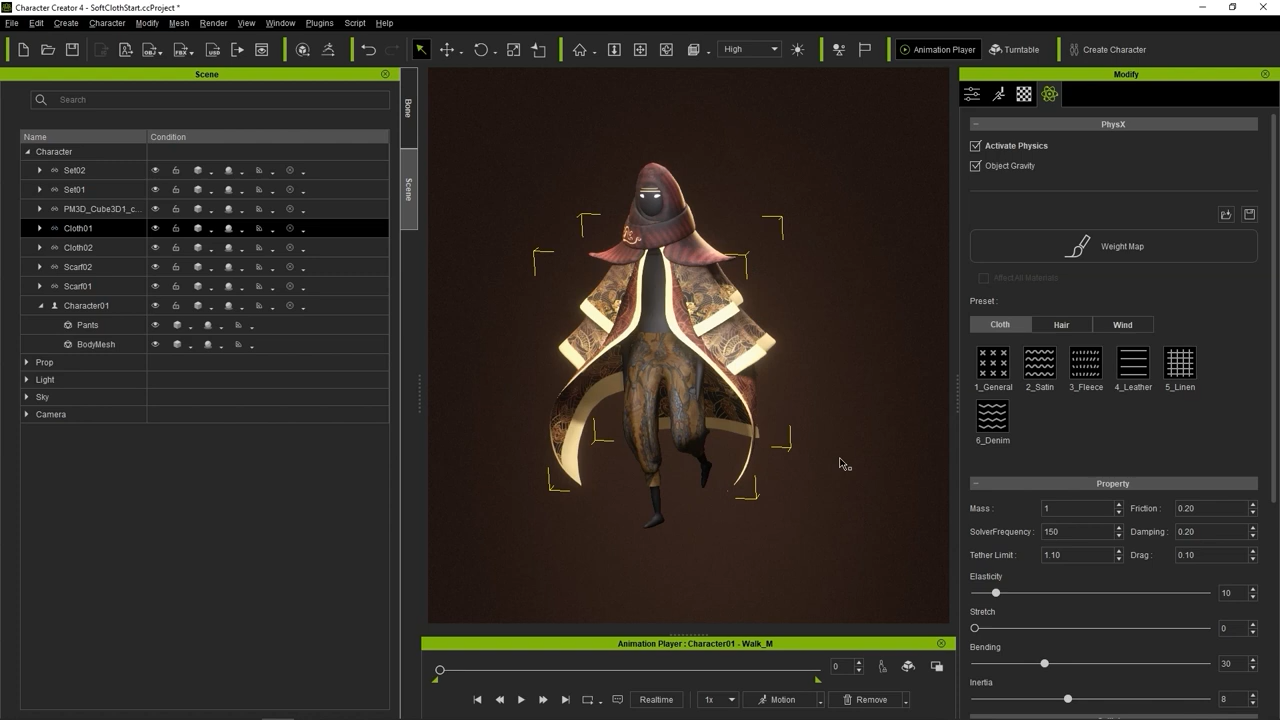 Character Creator 4 - SoftClothStart.ccProject *
File Edit Create Character Modify Mesh Render View Window Plugins Script Help
High Animation Player Turntable Create Character
Scene
Search
Name Condition
Character
Set02
Set01
PM3D_Cube3D1_c...
Cloth01
Cloth02
Scarf02
Scarf01
Character01
Pants
BodyMesh
Prop
Light
Sky
Camera
Bone
Scene
Animation Player : Character01 - Walk_M
0
Realtime 1x Motion Remove
Modify
PhysX
Activate Physics
Object Gravity
Weight Map
Affect All Materials
Preset :
Cloth Hair Wind
1_General 2_Satin 3_Fleece 4_Leather 5_Linen
6_Denim
Property
Mass : 1 Friction : 0.20
SolverFrequency : 150 Damping : 0.20
Tether Limit : 1.10 Drag : 0.10
Elasticity
10
Stretch
0
Bending
30
Inertia
8